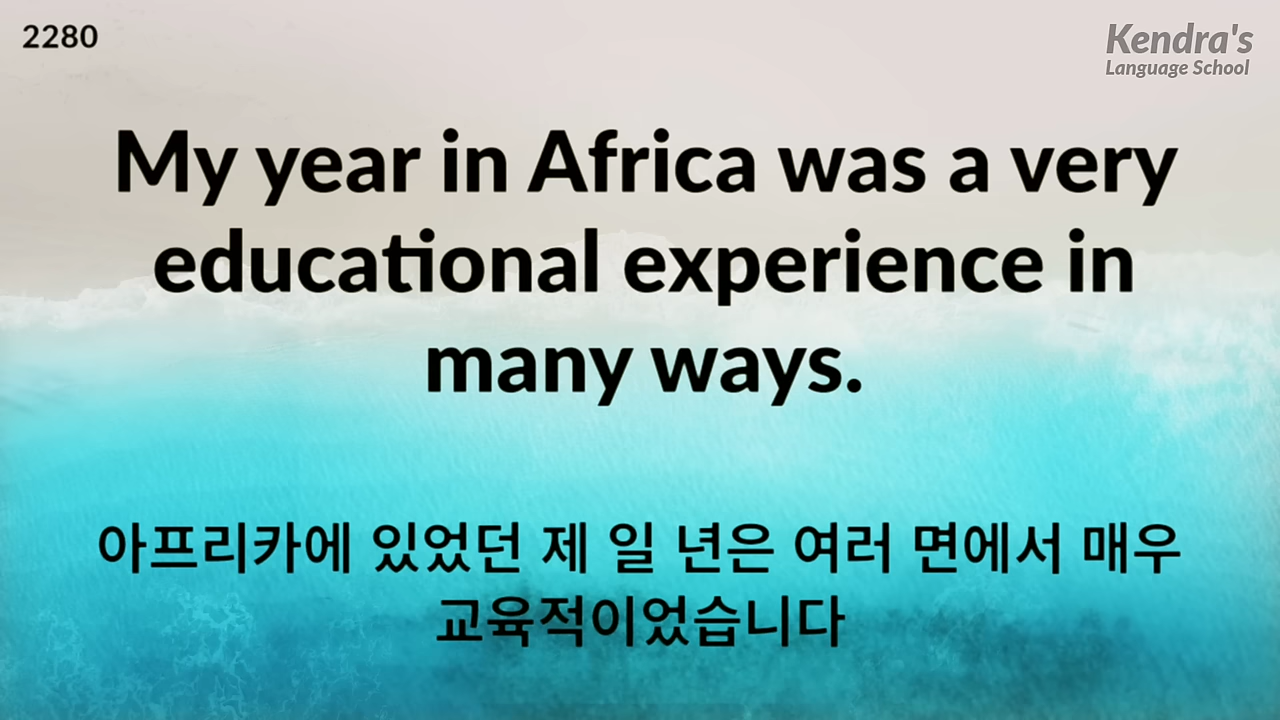 2280
Kendra's
Language School
My year in Africa was a very
educational experience in
many ways.
아프리카에 있었던 제 일 년은 여러 면에서 매우
교육적이었습니다